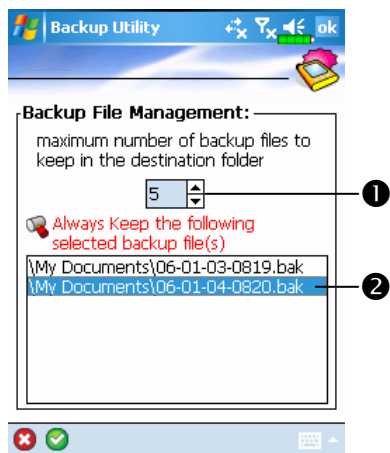 Backup Utility ok
Backup File Management:
maximum number of backup files to
keep in the destination folder
5
❶
Always Keep the following
selected backup file(s)
\My Documents\06-01-03-0819.bak
\My Documents\06-01-04-0820.bak
❷